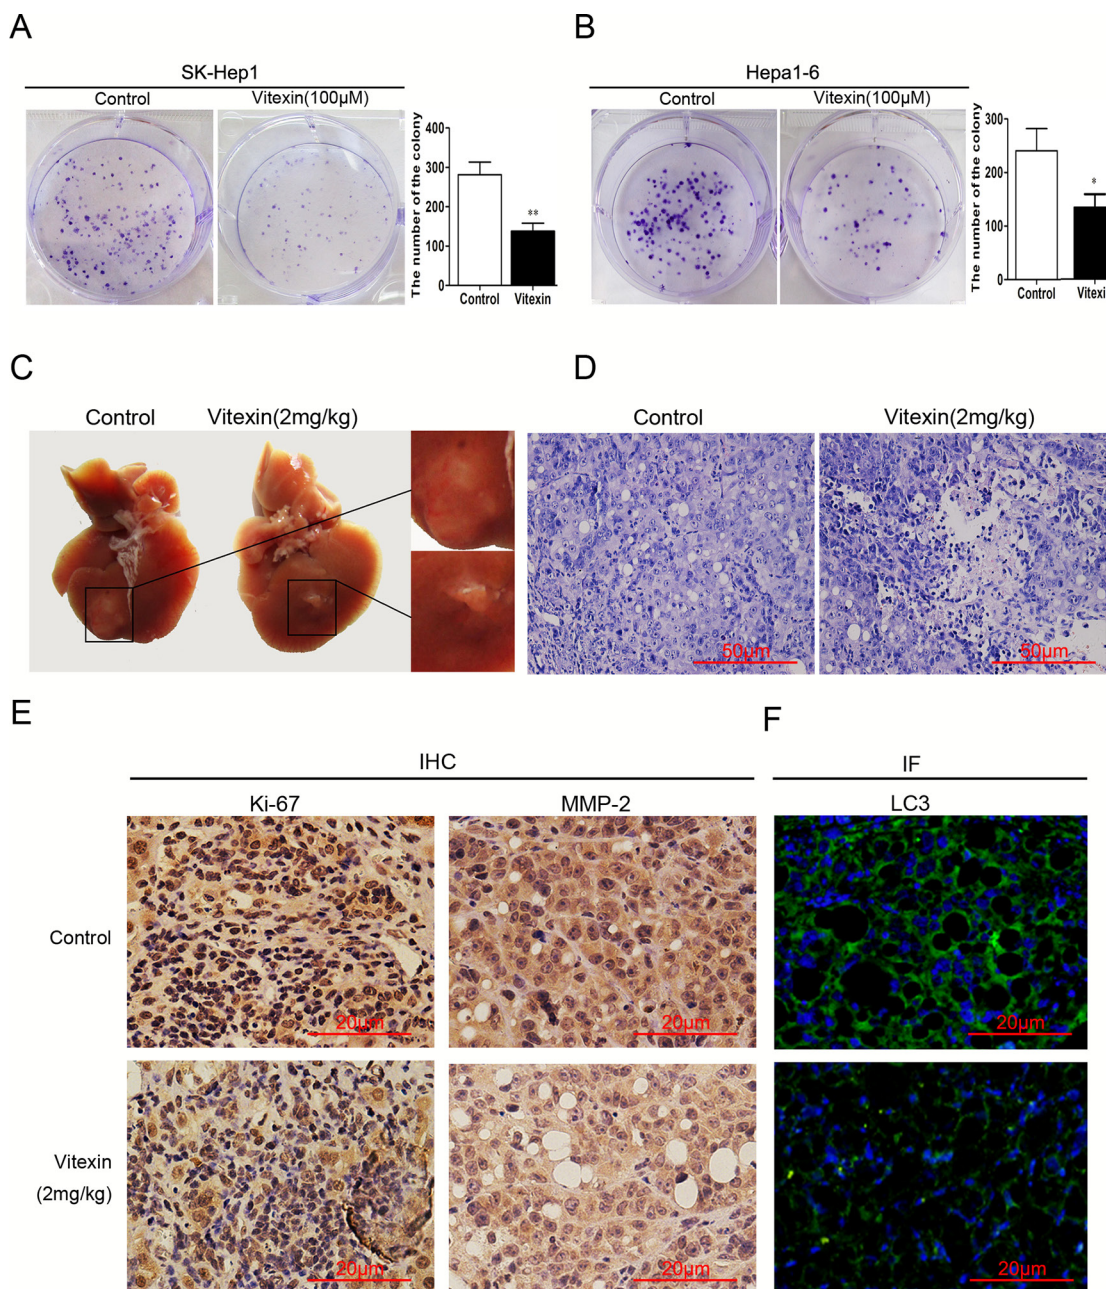 A
B
SK-Hep1
Hepa1-6
Control
Vitexin(100μM)
Control
Vitexin(100μM)
The number of the colony
400
300
200
100
0
**
Control
Vitexin
The number of the colony
300
200
100
0
*
Control
Vitexi
C
D
Control
Vitexin(2mg/kg)
Control
Vitexin(2mg/kg)
50μm
50μm
E
F
IHC
IF
Ki-67
MMP-2
LC3
Control
20μm
20μm
20μm
Vitexin
(2mg/kg)
20μm
20μm
20μm